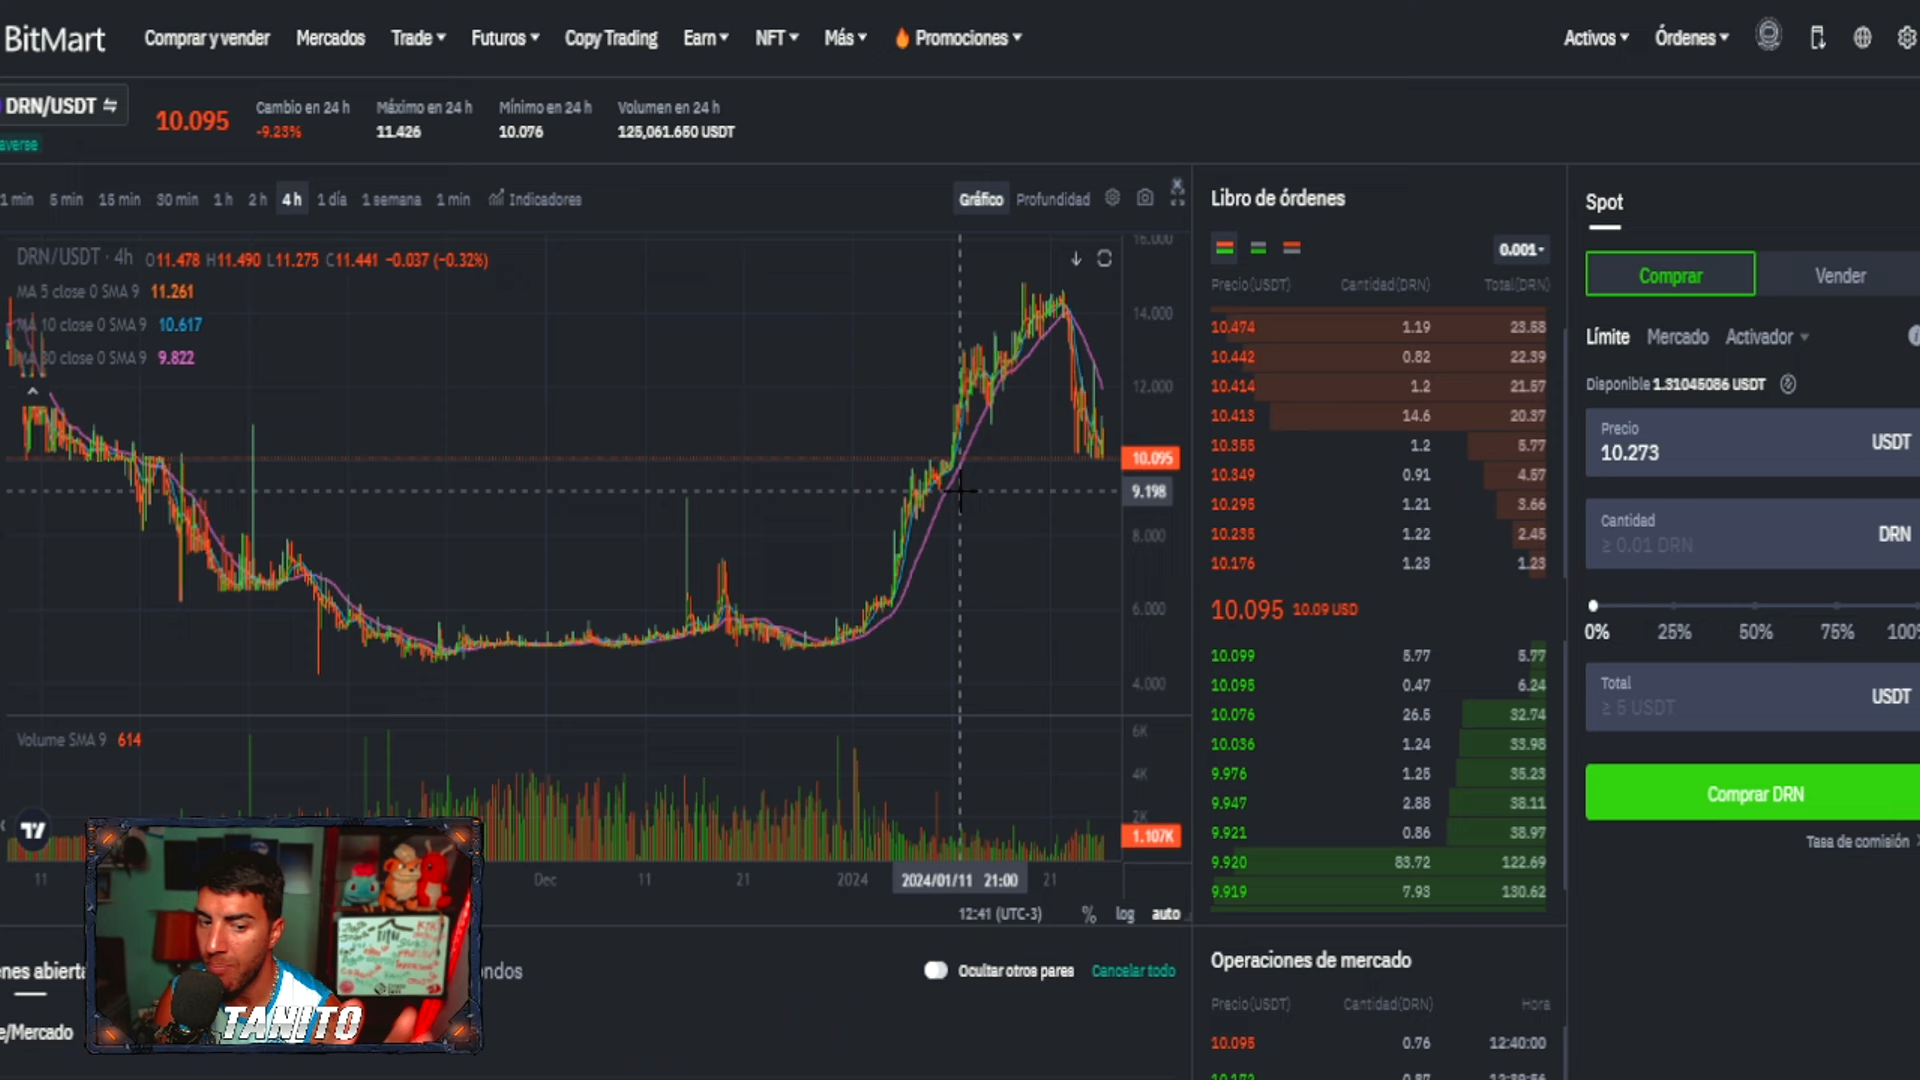 BitMart Comprar y vender Mercados Trade Futuros Copy Trading Earn NFT Más Promociones Activos Órdenes
DRN/USDT
10.095
Cambio en 24 h Máximo en 24 h Mínimo en 24 h Volumen en 24 h
-9.23% 11.426 10.076 125,061.650 USDT
averse
1 min 5 min 15 min 30 min 1 h 2 h 4 h 1 día 1 semana 1 min Indicadores
Gráfico Profundidad
DRN/USDT · 4h O11.478 H11.490 L11.275 C11.441 −0.037 (−0.32%)
MA 5 close 0 SMA 9 11.261
MA 10 close 0 SMA 9 10.617
MA 30 close 0 SMA 9 9.822
16.000
14.000
12.000
10.095
9.198
8.000
6.000
4.000
Volume SMA 9 614
6K
4K
2K
1.107K
11 Dec 11 21 2024 2024/01/11 21:00 21
12:41 (UTC-3) % log auto
Libro de órdenes
0.001
Precio(USDT) Cantidad(DRN) Total(DRN)
10.474 1.19 23.58
10.442 0.82 22.39
10.414 1.2 21.57
10.413 14.6 20.37
10.355 1.2 5.77
10.349 0.91 4.57
10.295 1.21 3.66
10.235 1.22 2.45
10.176 1.23 1.23
10.095 10.09 USD
10.099 5.77 5.77
10.095 0.47 6.24
10.076 26.5 32.74
10.036 1.24 33.98
9.976 1.25 35.23
9.947 2.88 38.11
9.921 0.86 38.97
9.920 83.72 122.69
9.919 7.93 130.62
Operaciones de mercado
Precio(USDT) Cantidad(DRN) Hora
10.095 0.76 12:40:00
Spot
Comprar Vender
Límite Mercado Activador
Disponible 1.31045086 USDT
Precio
10.273 USDT
Cantidad
≥ 0.01 DRN DRN
0% 25% 50% 75% 100%
Total
≥ 5 USDT USDT
Comprar DRN
Tasa de comisión
enes abierta
ondos
Ocultar otros pares Cancelar todo
e/Mercado
TANITO